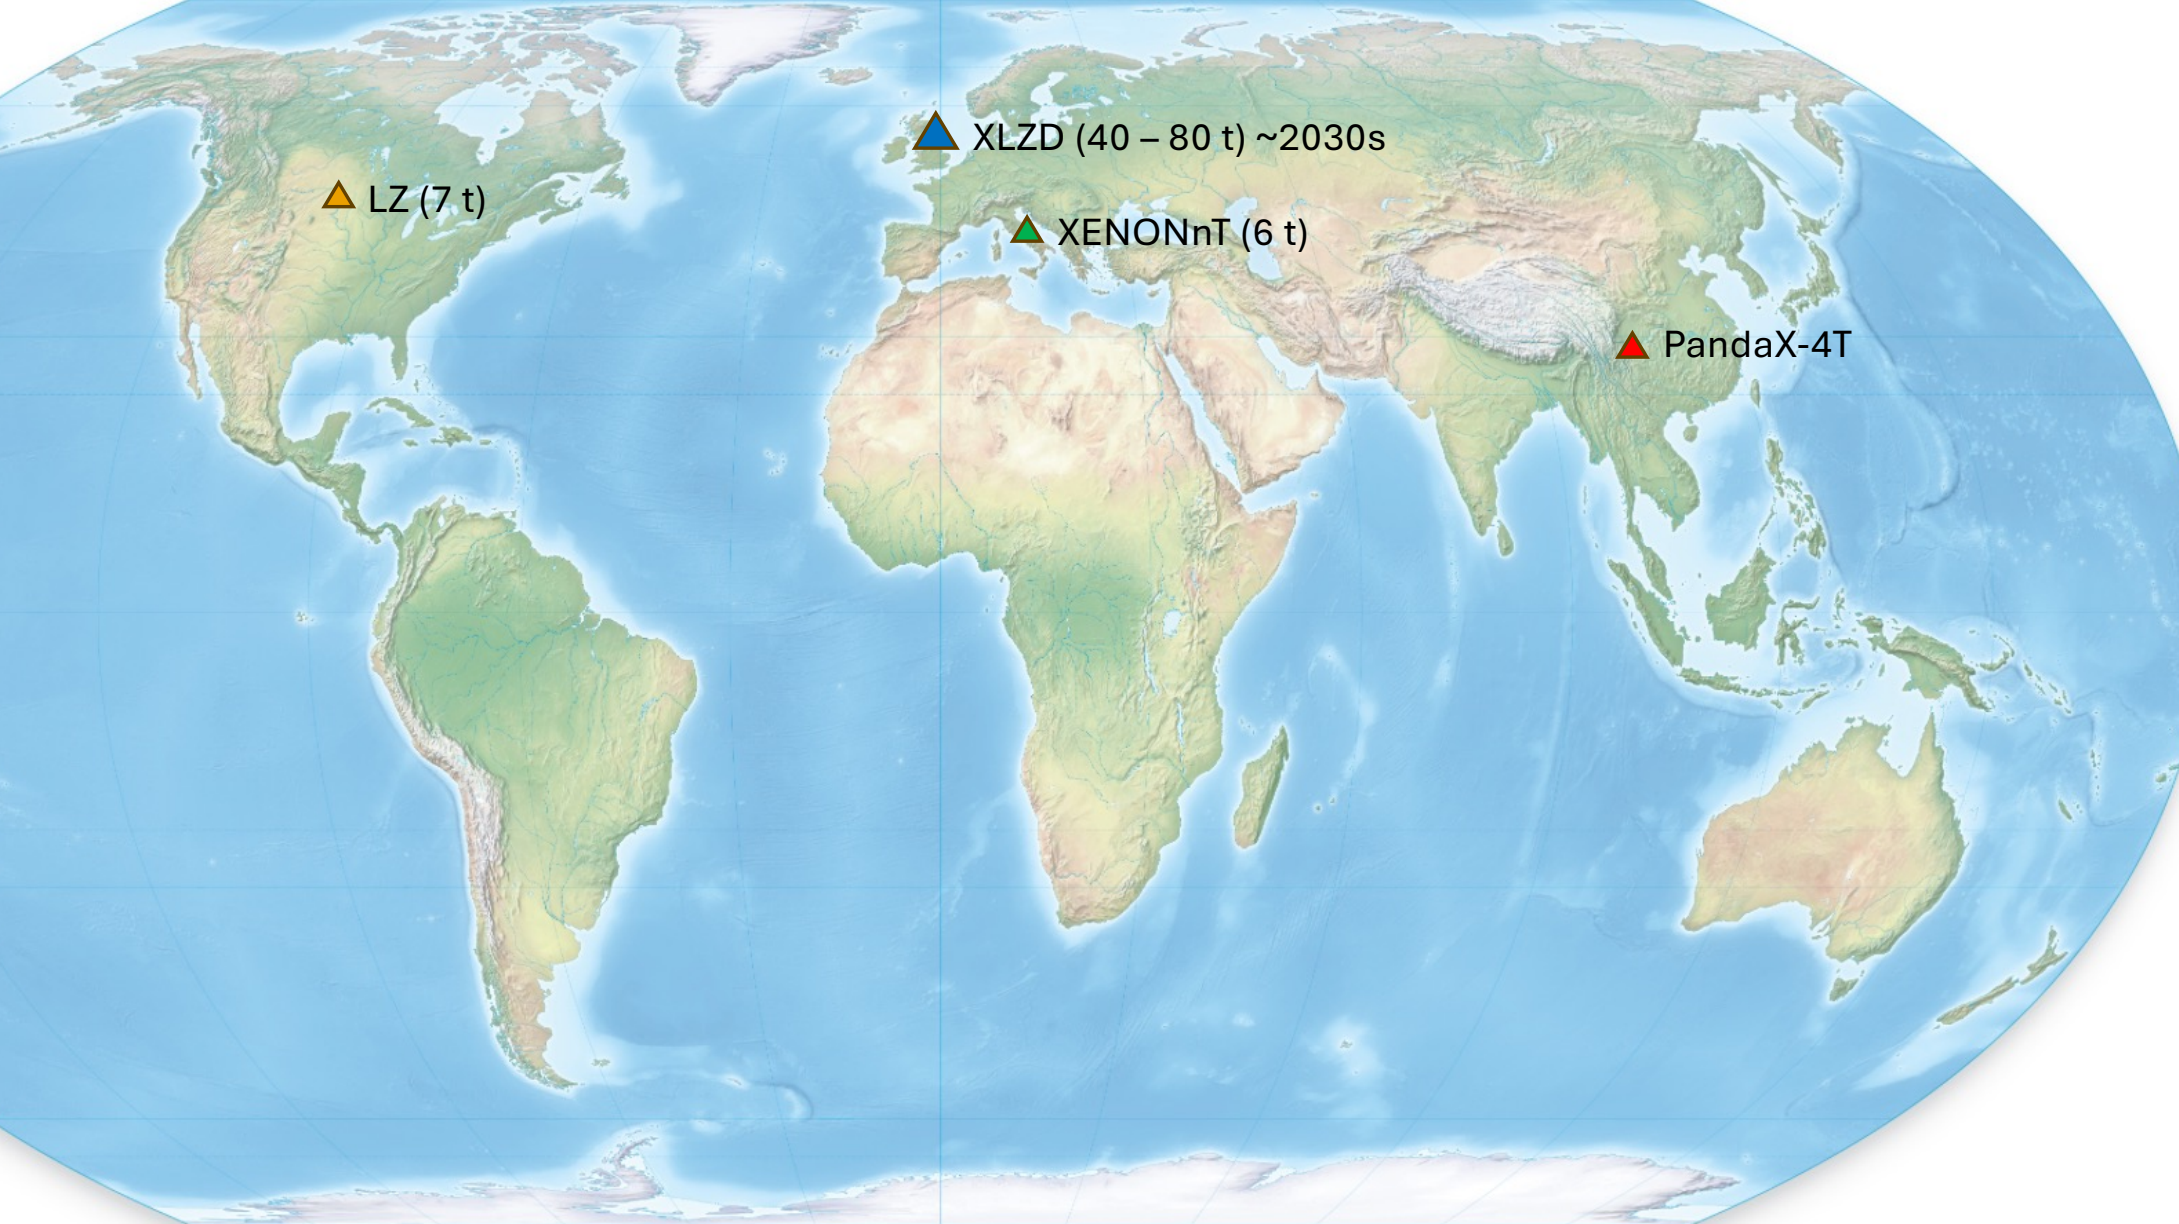 XLZD (40 – 80 t) ~2030s
LZ (7 t)
XENONnT (6 t)
PandaX-4T